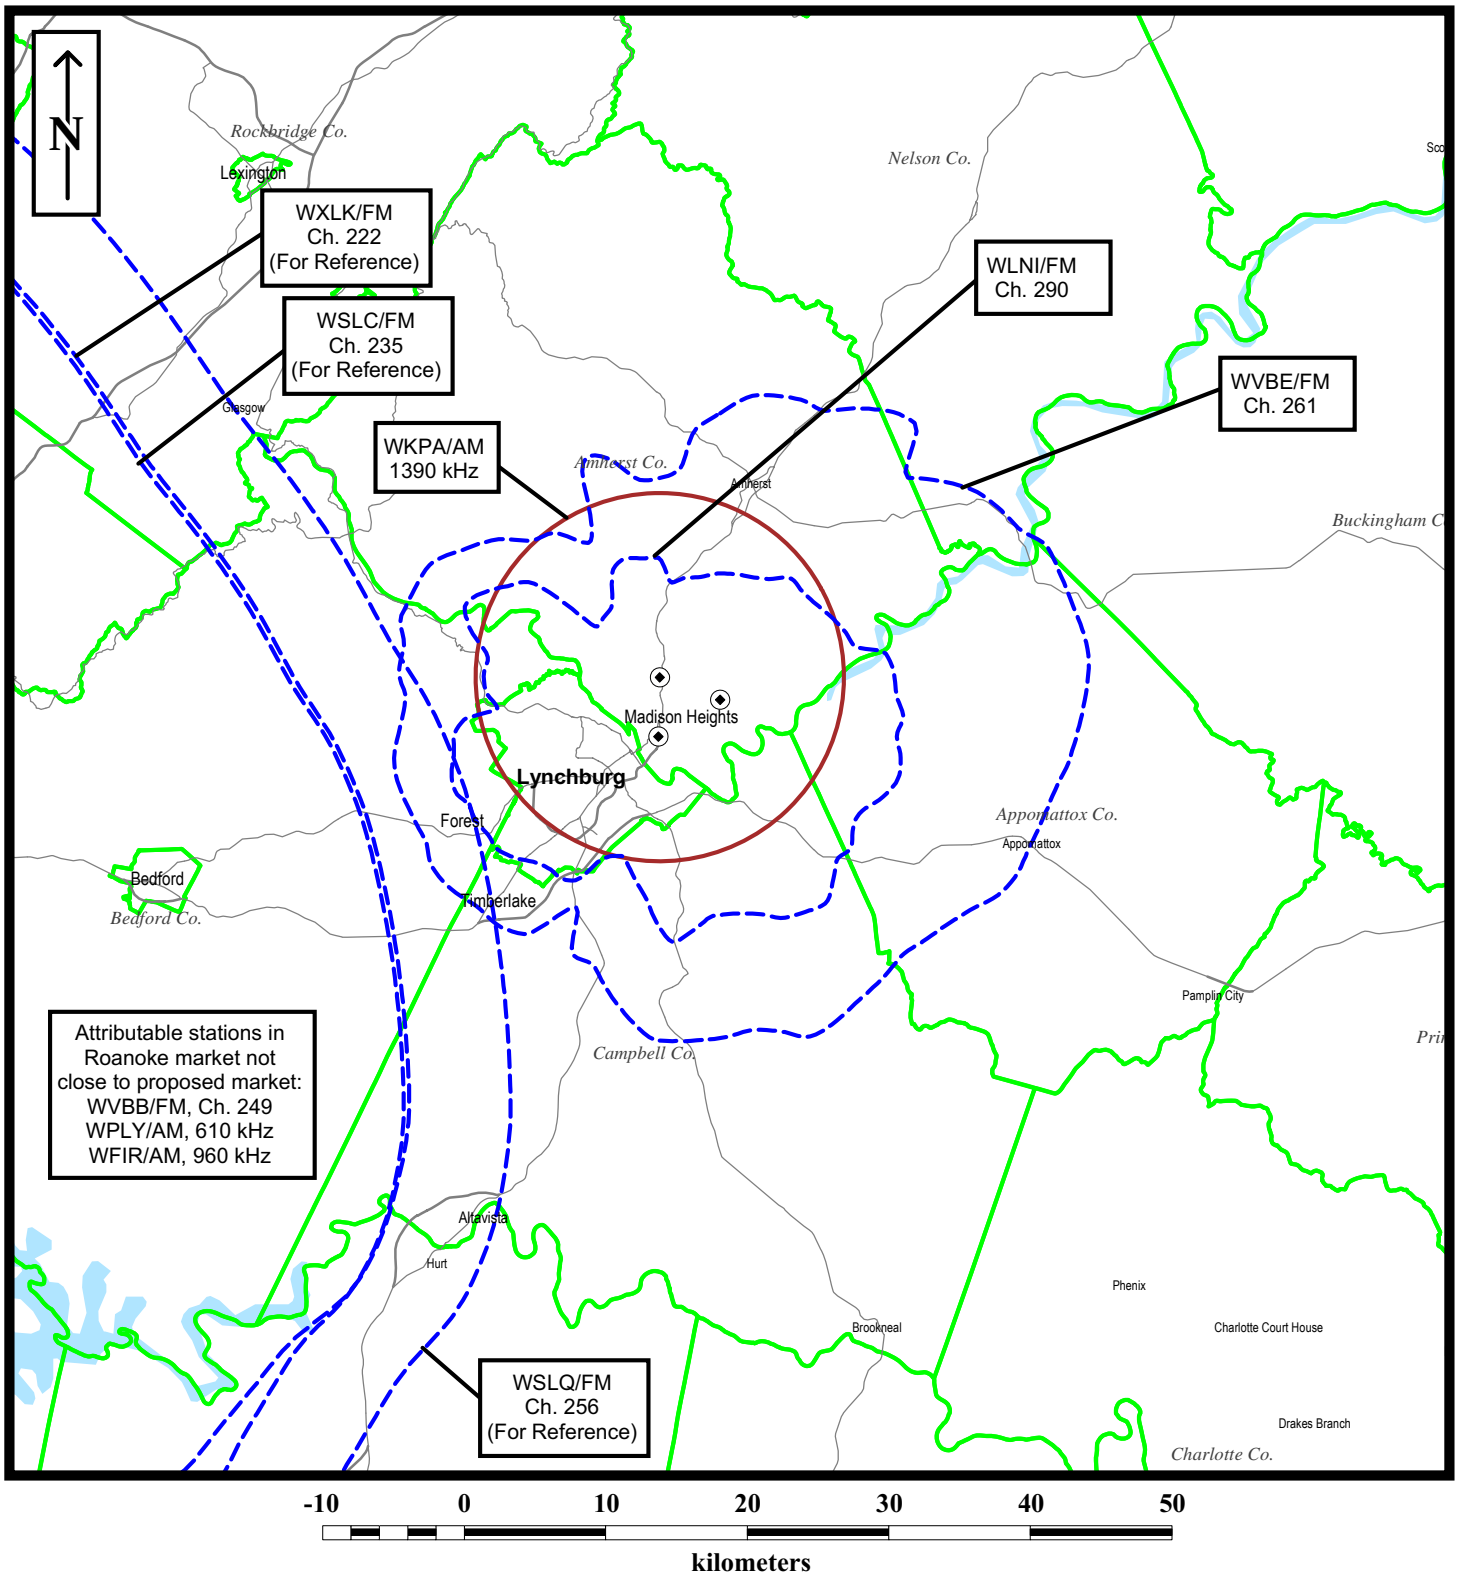 N
Rockbridge Co.
Lexington
Nelson Co.
Sco
WXLK/FM
Ch. 222
(For Reference)
WLNI/FM
Ch. 290
WSLC/FM
Ch. 235
(For Reference)
WVBE/FM
Ch. 261
Glasgow
WKPA/AM
1390 kHz
Amherst Co.
Amherst
Buckingham C
Madison Heights
Lynchburg
Forest
Appomattox Co.
Appomattox
Bedford
Bedford Co.
Timberlake
Pamplin City
Attributable stations in
Roanoke market not
close to proposed market:
WVBB/FM, Ch. 249
WPLY/AM, 610 kHz
WFIR/AM, 960 kHz
Campbell Co.
Prin
Altavista
Hurt
Phenix
Brookneal
Charlotte Court House
WSLQ/FM
Ch. 256
(For Reference)
Drakes Branch
Charlotte Co.
-10 0 10 20 30 40 50
kilometers